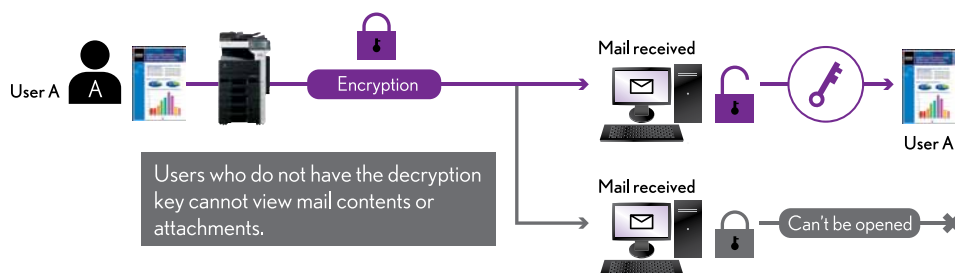 User A
A
Encryption
Mail received
User A
Users who do not have the decryption
key cannot view mail contents or
attachments.
Mail received
Can't be opened